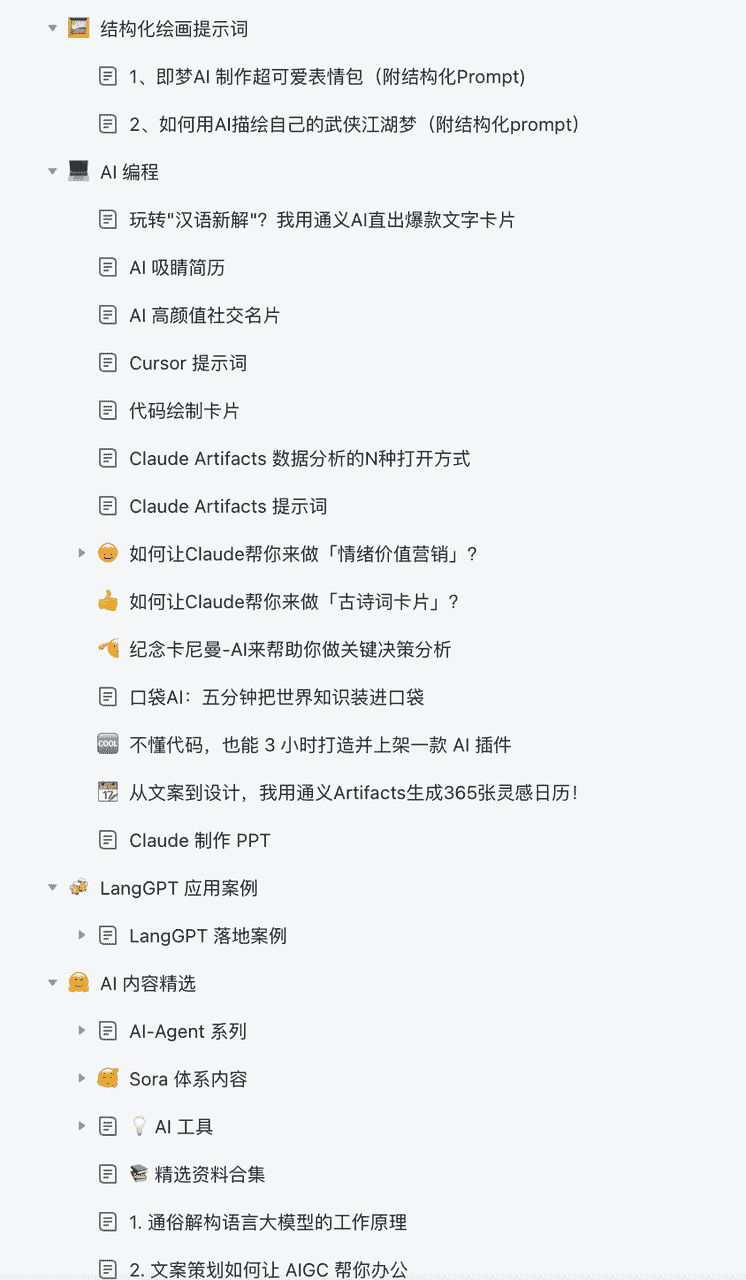 结构化绘画提示词
1、即梦AI 制作超可爱表情包（附结构化Prompt)
2、如何用AI描绘自己的武侠江湖梦（附结构化prompt）
AI 编程
玩转"汉语新解"？我用通义AI直出爆款文字卡片
AI 吸睛简历
AI 高颜值社交名片
Cursor 提示词
代码绘制卡片
Claude Artifacts 数据分析的N种打开方式
Claude Artifacts 提示词
如何让Claude帮你来做「情绪价值营销」?
如何让Claude帮你来做「古诗词卡片」?
纪念卡尼曼-AI来帮助你做关键决策分析
口袋AI：五分钟把世界知识装进口袋
COOL 不懂代码，也能 3 小时打造并上架一款 AI 插件
17 从文案到设计，我用通义Artifacts生成365张灵感日历！
Claude 制作 PPT
LangGPT 应用案例
LangGPT 落地案例
AI 内容精选
AI-Agent 系列
Sora 体系内容
AI 工具
精选资料合集
1. 通俗解构语言大模型的工作原理
2. 文案策划如何让 AIGC 帮你办公